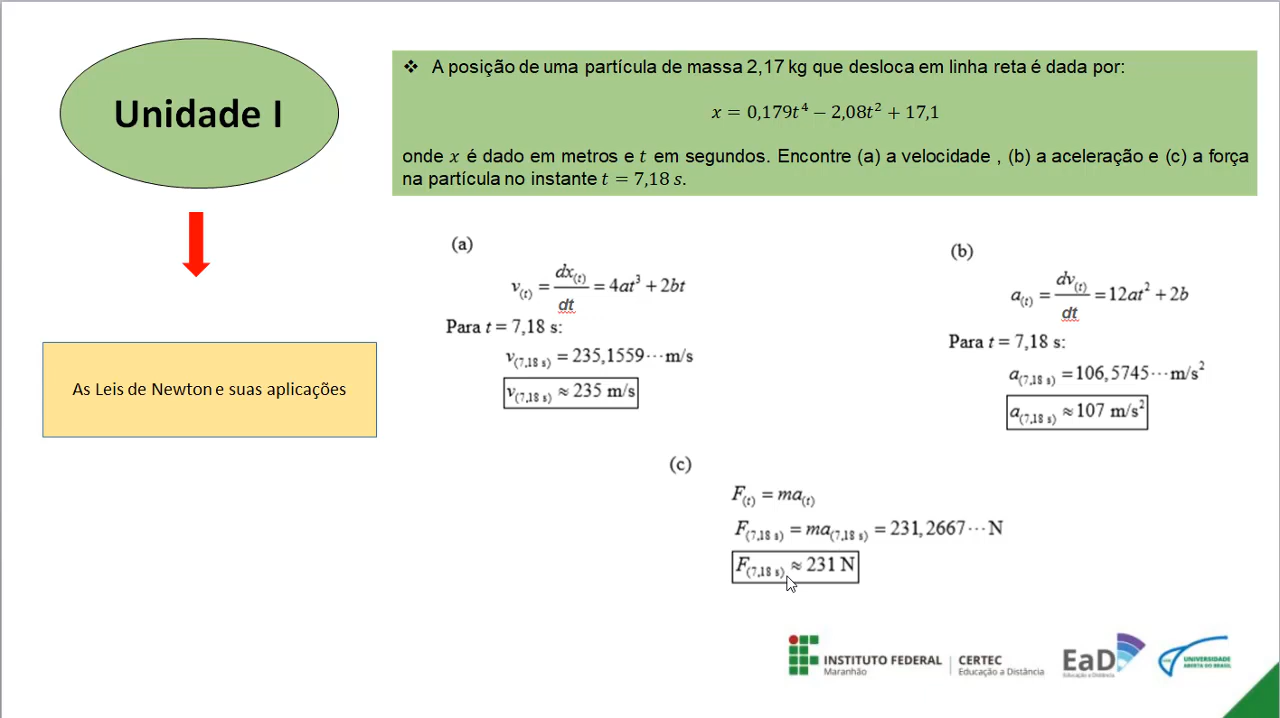 Unidade I
As Leis de Newton e suas aplicações
❖ A posição de uma partícula de massa 2,17 kg que desloca em linha reta é dada por:
x = 0,179t⁴ − 2,08t² + 17,1
onde x é dado em metros e t em segundos. Encontre (a) a velocidade , (b) a aceleração e (c) a força
na partícula no instante t = 7,18 s.
(a)
v₍t₎ = dx₍t₎/dt = 4at³ + 2bt
Para t = 7,18 s:
v₍7,18 s₎ = 235,1559⋯ m/s
v₍7,18 s₎ ≈ 235 m/s
(b)
a₍t₎ = dv₍t₎/dt = 12at² + 2b
Para t = 7,18 s:
a₍7,18 s₎ = 106,5745⋯ m/s²
a₍7,18 s₎ ≈ 107 m/s²
(c)
F₍t₎ = ma₍t₎
F₍7,18 s₎ = ma₍7,18 s₎ = 231,2667⋯ N
F₍7,18 s₎ ≈ 231 N
INSTITUTO FEDERAL
Maranhão
CERTEC
Educação a Distância
EaD
Educação a Distância
UNIVERSIDADE
ABERTA DO BRASIL